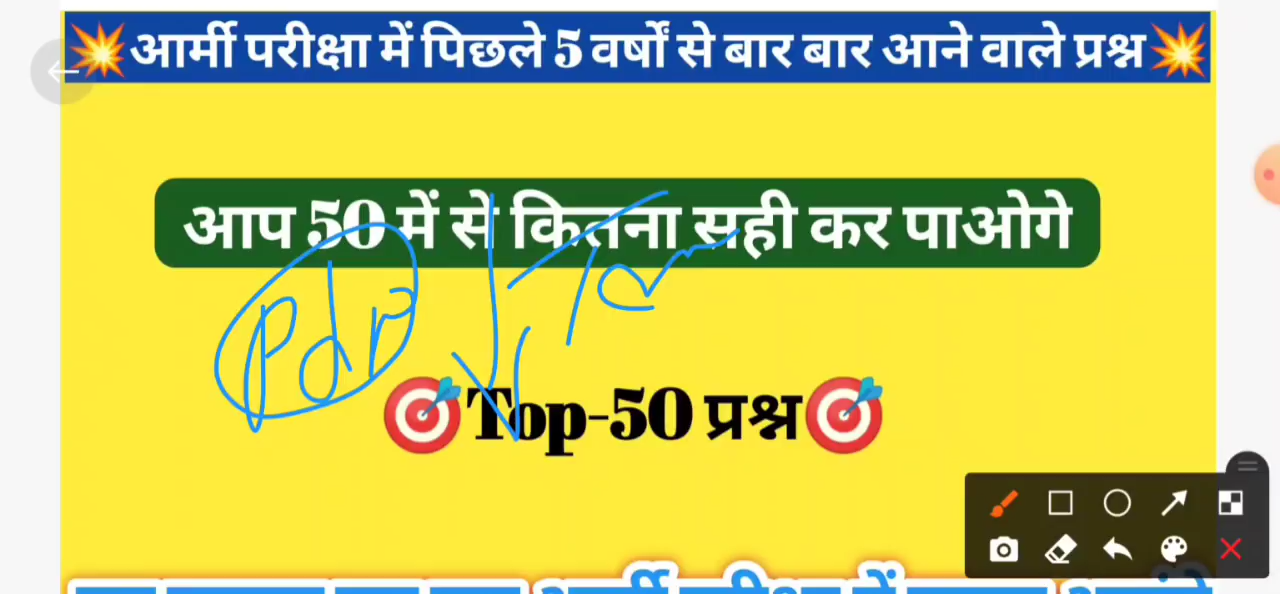 💥आर्मी परीक्षा में पिछले 5 वर्षों से बार बार आने वाले प्रश्न💥
आप 50 में से कितना सही कर पाओगे
Pdf
🎯Top-50 प्रश्न🎯